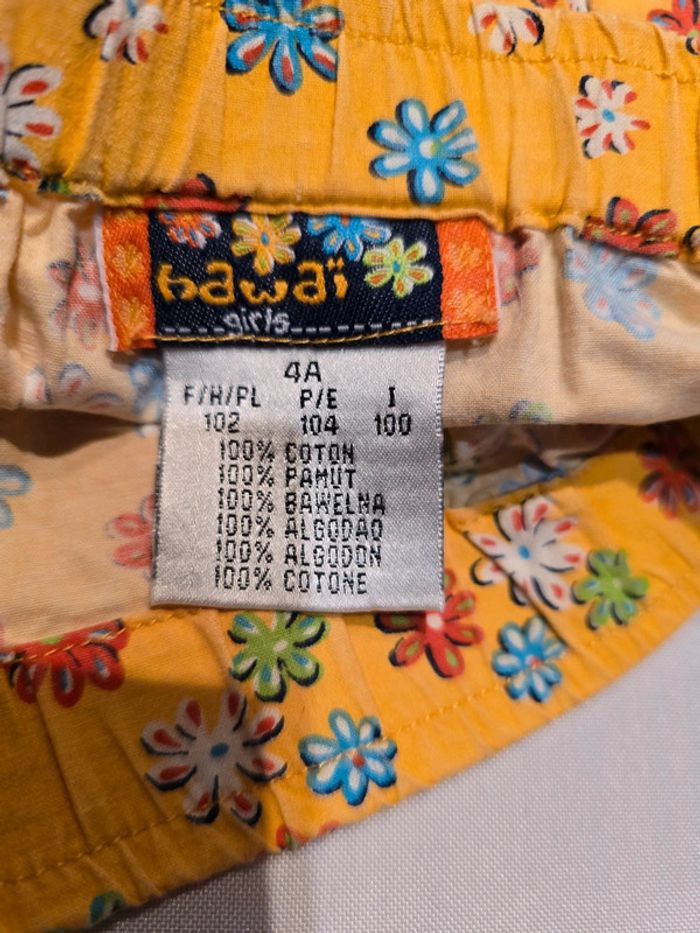 hawaï
girls
4A
F/H/PL P/E I
102 104 100
100% COTON
100% PAMUT
100% BAWELNA
100% ALGODAO
100% ALGODON
100% COTONE